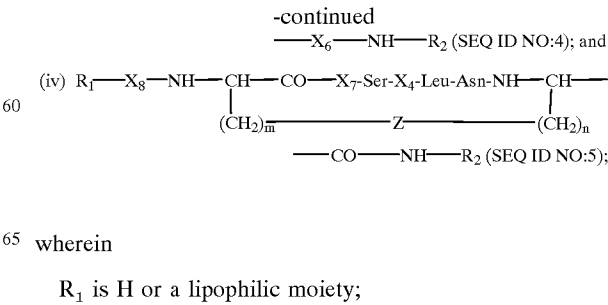 -continued
—X₆—NH—R₂ (SEQ ID NO:4); and
(iv) R₁—X₈—NH—CH—CO—X₇-Ser-X₄-Leu-Asn-NH—CH—
60
(CH₂)ₘ—Z—(CH₂)ₙ
—CO—NH—R₂ (SEQ ID NO:5);
65 wherein
R₁ is H or a lipophilic moiety;